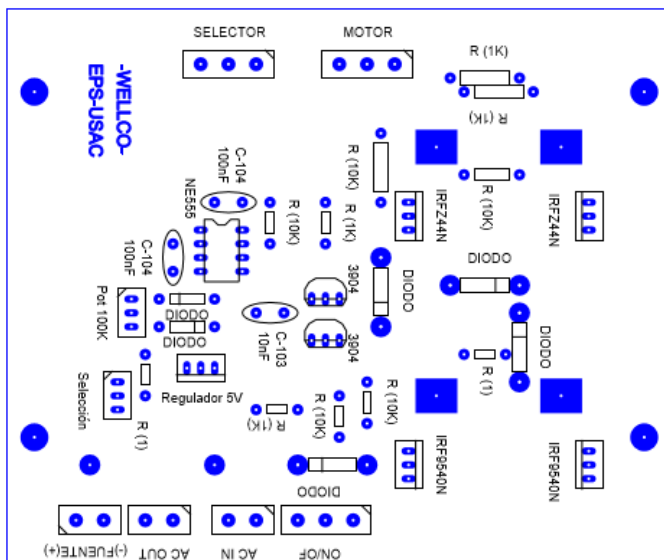 SELECTOR
MOTOR
-WELLCO-
EPS-USAC
R (1K)
R (1K)
C-104
100nF
NE555
R (10K)
R (1K)
R (10K)
IRFZ44N
R (10K)
IRFZ44N
C-104
100nF
Pot 100K
DIODO
DIODO
3904
3904
C-103
10nF
DIODO
DIODO
DIODO
Selección
R (1)
Regulador 5V
R (1K)
R (10K)
R (10K)
R (1)
IRF9540N
IRF9540N
DIODO
(-)FUENTE(+)
AC OUT
AC IN
ON/OF